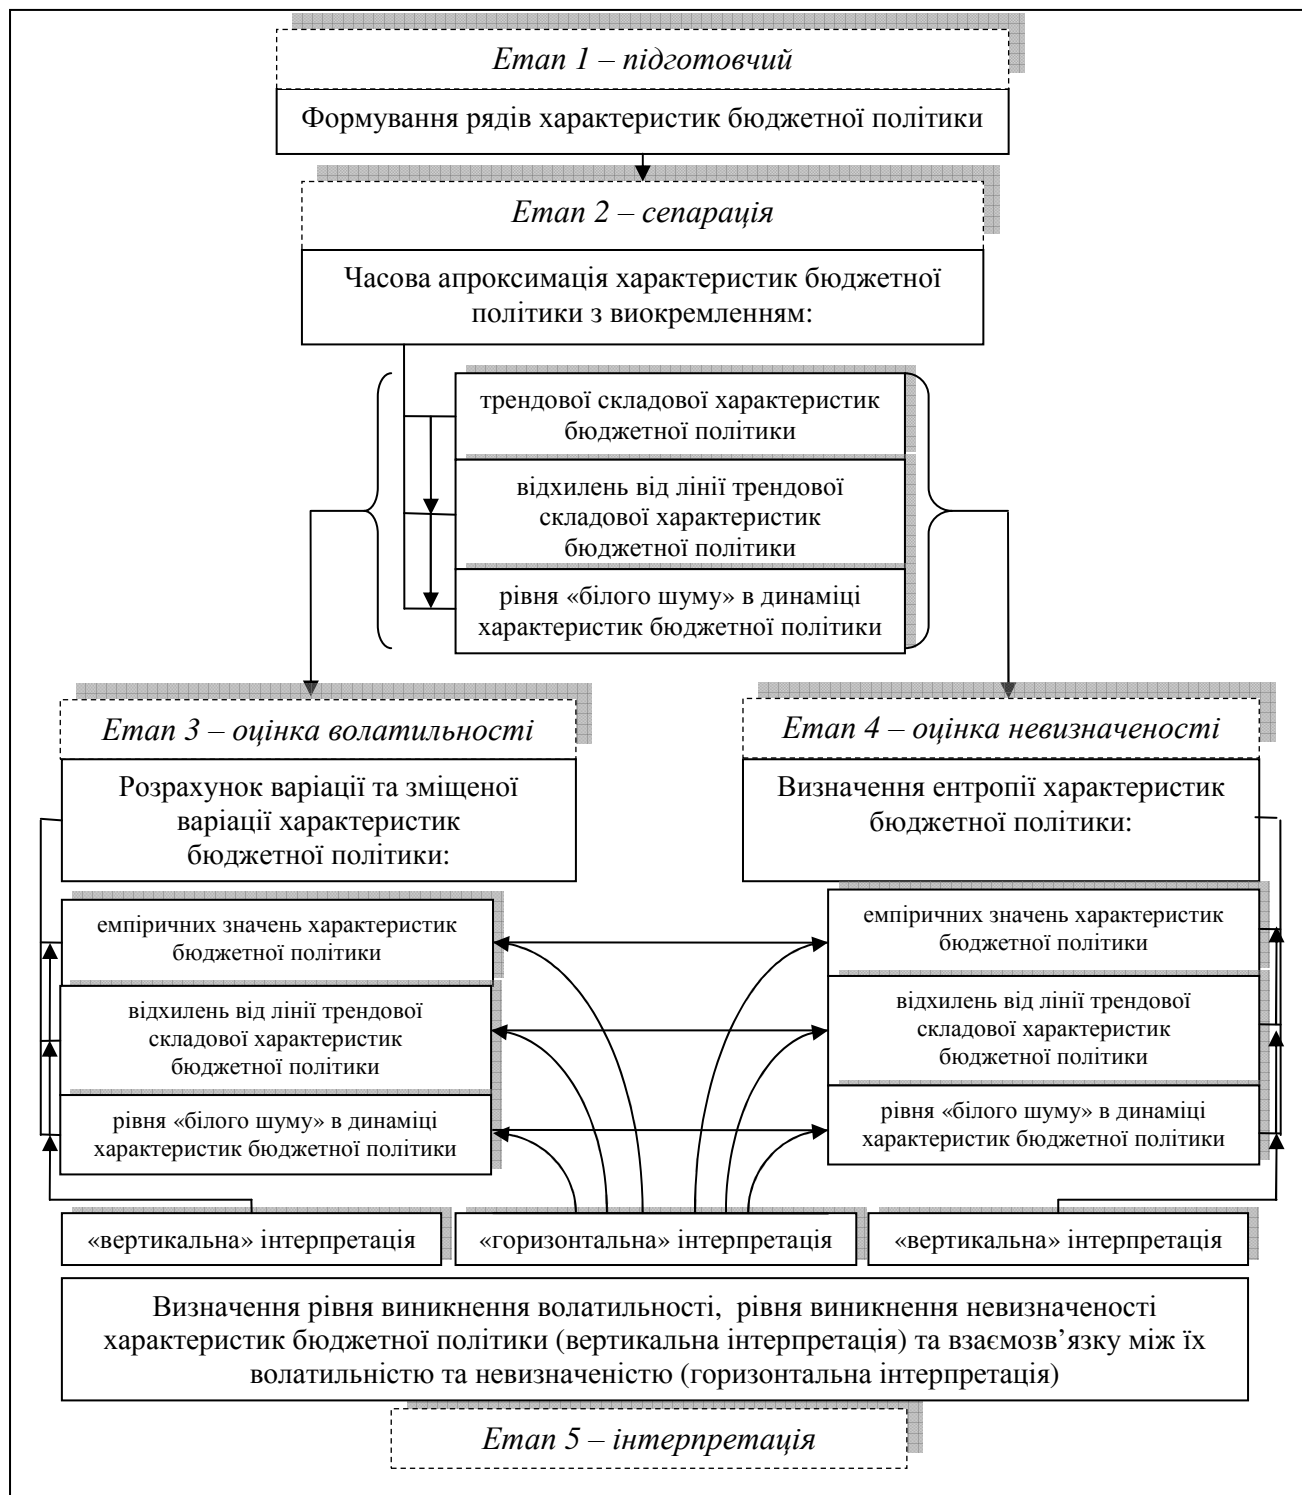 Етап 1 – підготовчий
Формування рядів характеристик бюджетної політики
Етап 2 – сепарація
Часова апроксимація характеристик бюджетної
політики з виокремленням:
трендової складової характеристик
бюджетної політики
відхилень від лінії трендової
складової характеристик
бюджетної політики
рівня «білого шуму» в динаміці
характеристик бюджетної політики
Етап 3 – оцінка волатильності
Розрахунок варіації та зміщеної
варіації характеристик
бюджетної політики:
емпіричних значень характеристик
бюджетної політики
відхилень від лінії трендової
складової характеристик
бюджетної політики
рівня «білого шуму» в динаміці
характеристик бюджетної політики
Етап 4 – оцінка невизначеності
Визначення ентропії характеристик
бюджетної політики:
емпіричних значень характеристик
бюджетної політики
відхилень від лінії трендової
складової характеристик
бюджетної політики
рівня «білого шуму» в динаміці
характеристик бюджетної політики
«вертикальна» інтерпретація
«горизонтальна» інтерпретація
«вертикальна» інтерпретація
Визначення рівня виникнення волатильності, рівня виникнення невизначеності
характеристик бюджетної політики (вертикальна інтерпретація) та взаємозв’язку між їх
волатильністю та невизначеністю (горизонтальна інтерпретація)
Етап 5 – інтерпретація